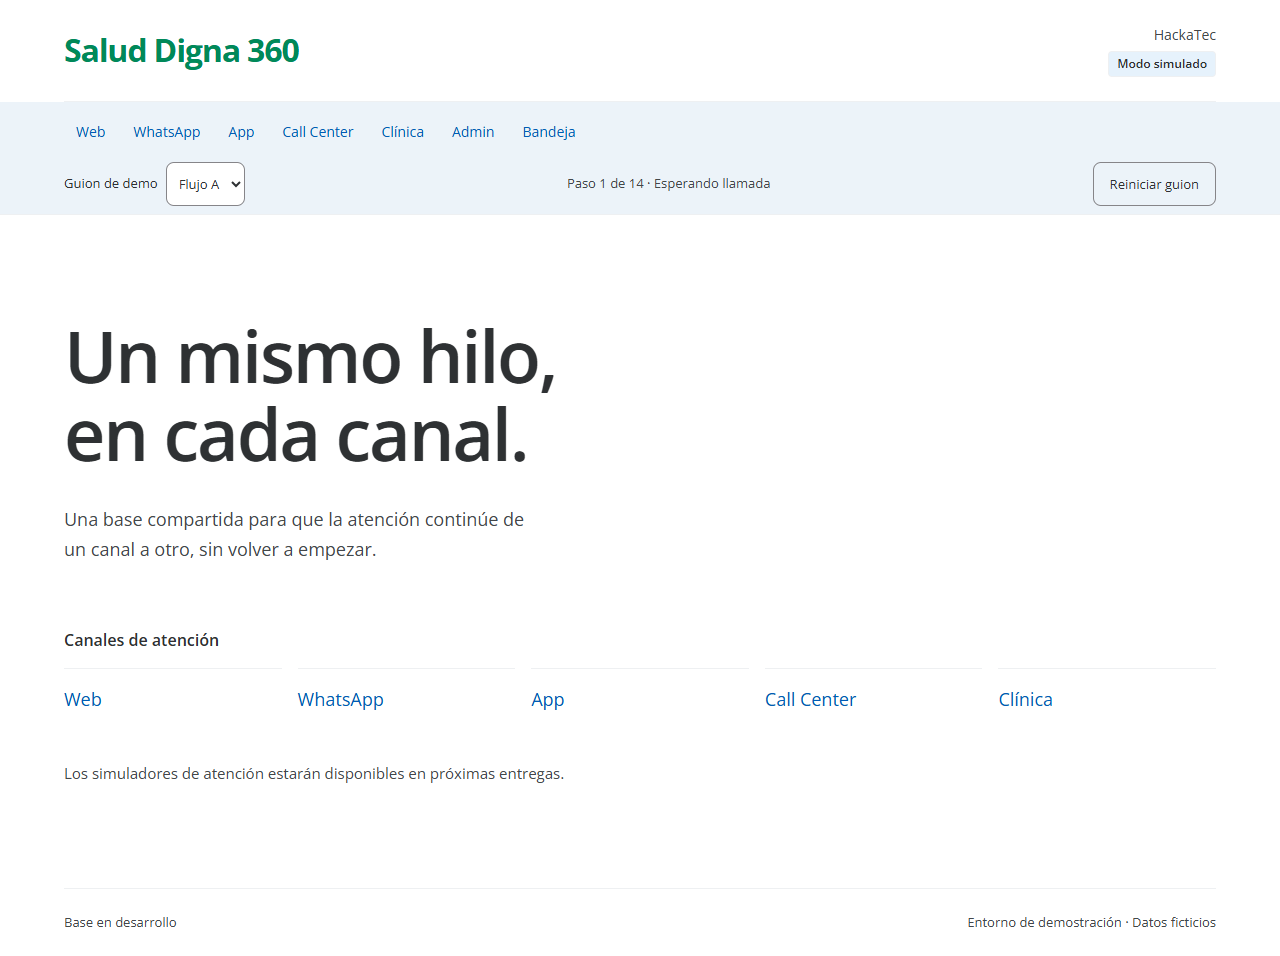 Salud Digna 360
HackaTec
Modo simulado
Web WhatsApp App Call Center Clínica Admin Bandeja
Guion de demo Flujo A Paso 1 de 14 · Esperando llamada Reiniciar guion
Un mismo hilo,
en cada canal.
Una base compartida para que la atención continúe de
un canal a otro, sin volver a empezar.
Canales de atención
Web WhatsApp App Call Center Clínica
Los simuladores de atención estarán disponibles en próximas entregas.
Base en desarrollo Entorno de demostración · Datos ficticios